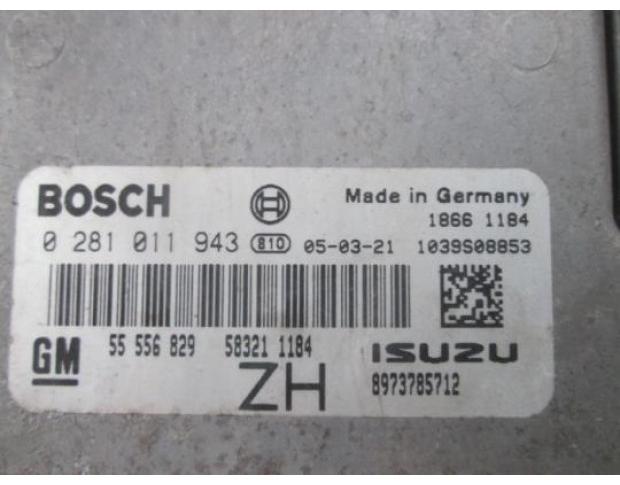 BOSCH
Made in Germany
1866 1184
0 281 011 943 810 05-03-21 1039S08853
GM 55 556 829 58321 1184 ISUZU
ZH 8973785712